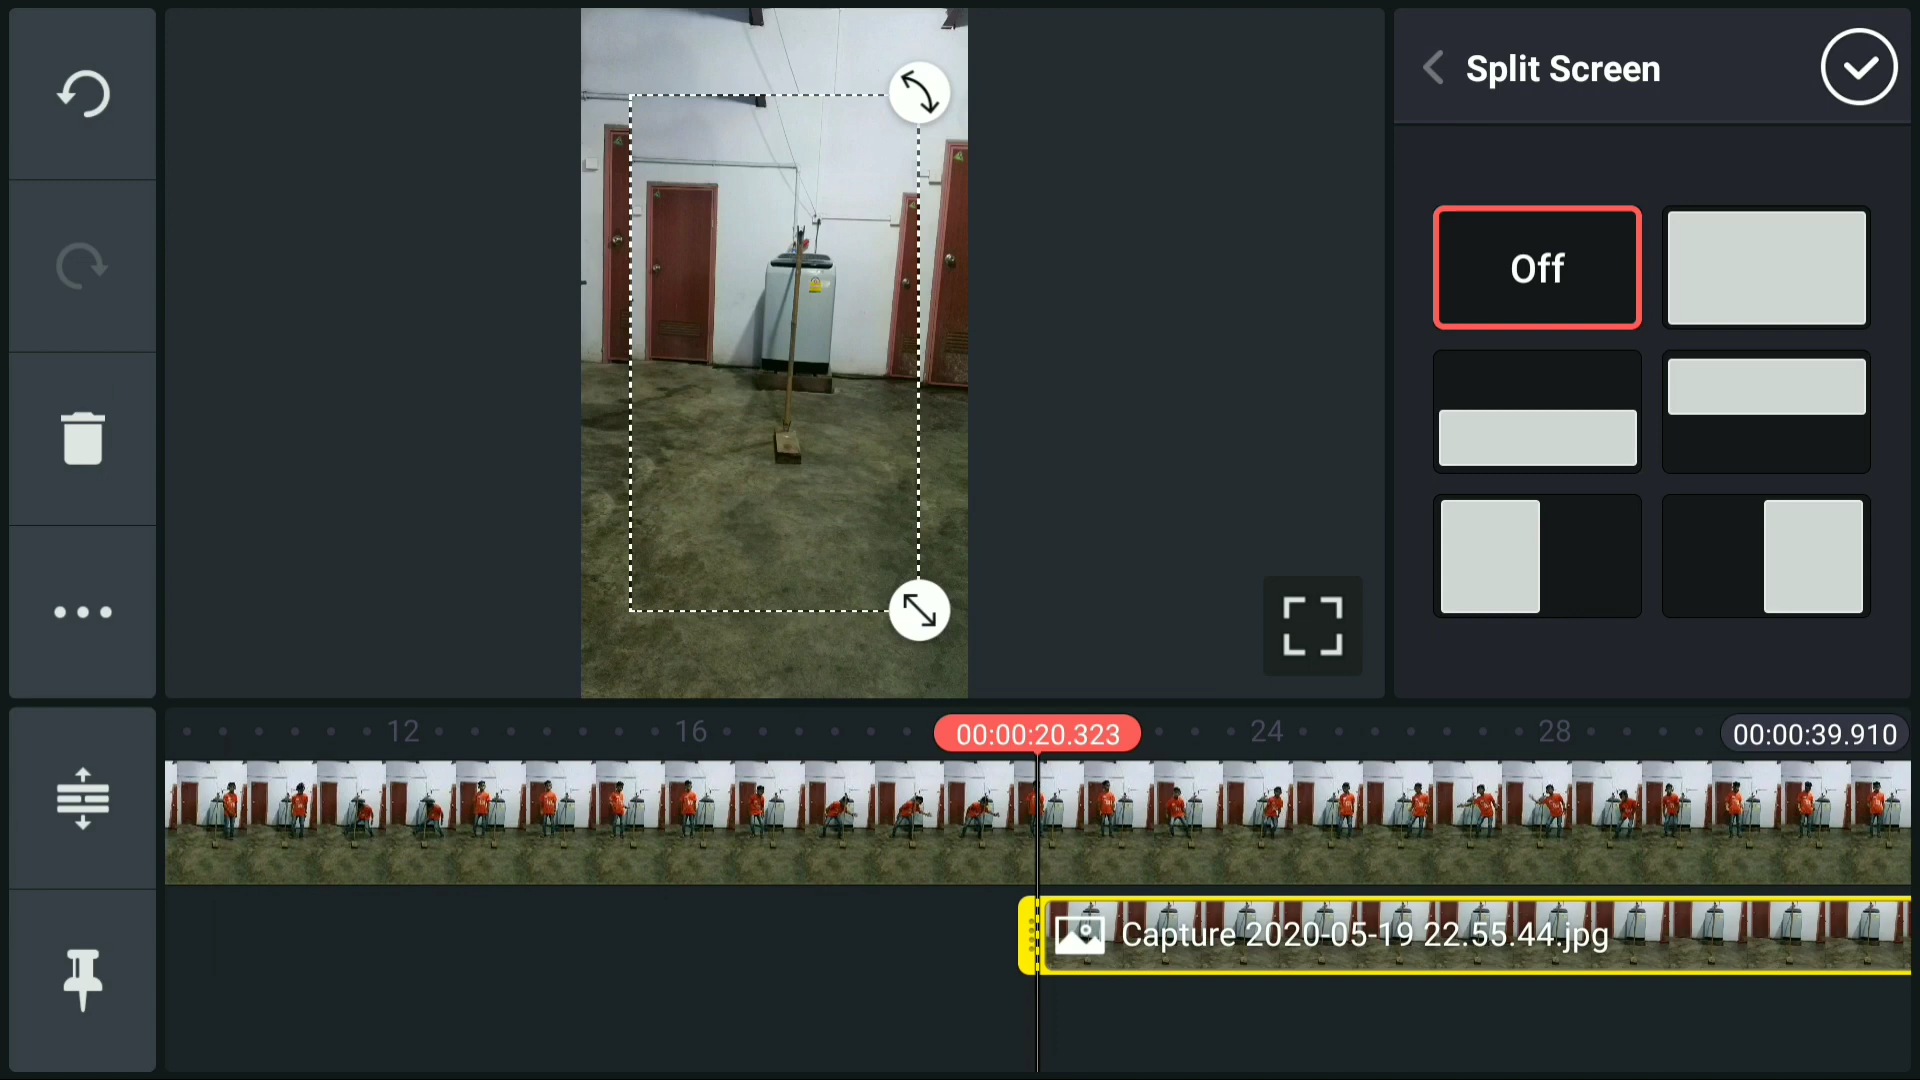 Split Screen
Off
12
16
00:00:20.323
24
28
00:00:39.910
Capture 2020-05-19 22.55.44.jpg